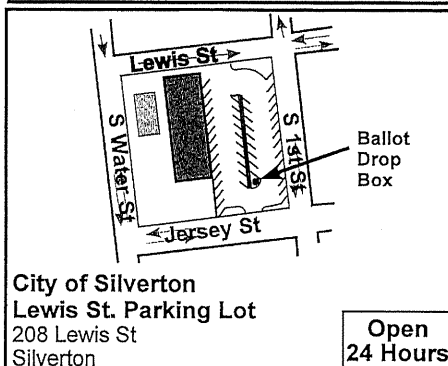 Lewis St
S Water St
S 1st St
Ballot
Drop
Box
Jersey St
City of Silverton
Lewis St. Parking Lot
208 Lewis St
Silverton
Open
24 Hours